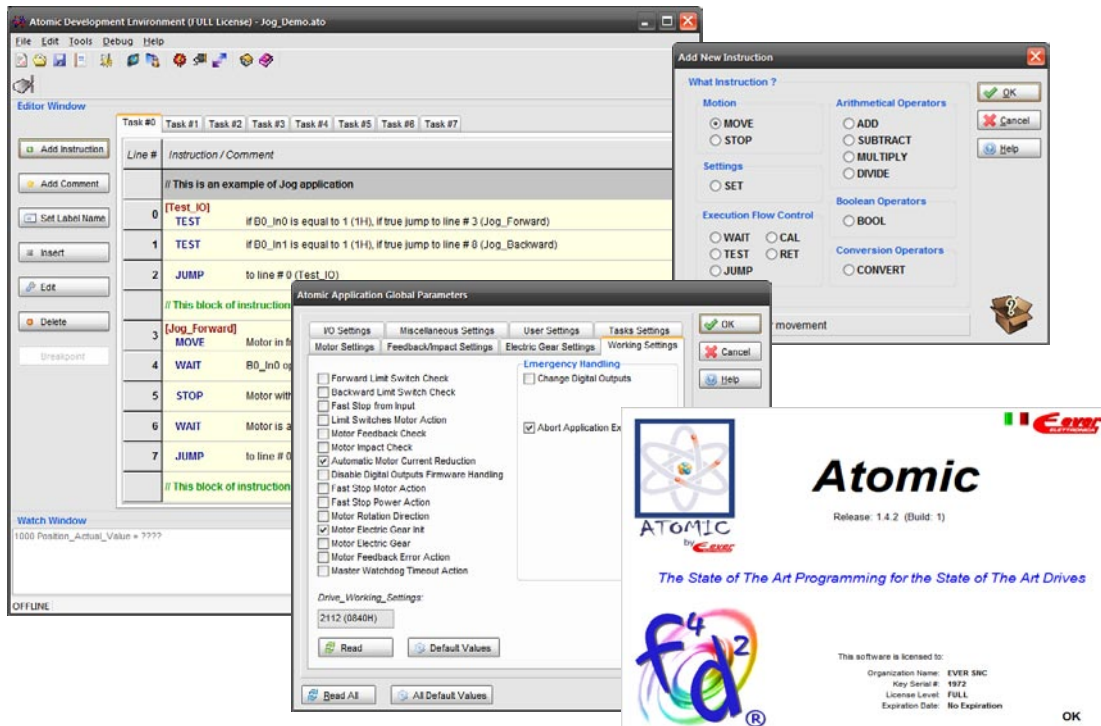 Atomic Development Environment (FULL License) - Jog_Demo.ato
File Edit Tools Debug Help
Editor Window
Add Instruction
Add Comment
Set Label Name
Insert
Edit
Delete
Breakpoint
Task #0 Task #1 Task #2 Task #3 Task #4 Task #5 Task #6 Task #7
Line # Instruction / Comment
// This is an example of Jog application
[Test_IO]
0 TEST if B0_In0 is equal to 1 (1H), if true jump to line # 3 (Jog_Forward)
1 TEST if B0_In1 is equal to 1 (1H), if true jump to line # 8 (Jog_Backward)
2 JUMP to line # 0 (Test_IO)
// This block of instruction
[Jog_Forward]
3 MOVE Motor in
4 WAIT B0_In0
5 STOP Motor
6 WAIT Motor is
7 JUMP to line # 0
// This block of instruction
Watch Window
1000 Position_Actual_Value = ????
OFFLINE
Add New Instruction
What Instruction ?
Motion
MOVE
STOP
Settings
SET
Execution Flow Control
WAIT CAL
TEST RET
JUMP
Arithmetical Operators
ADD
SUBTRACT
MULTIPLY
DIVIDE
Boolean Operators
BOOL
Conversion Operators
CONVERT
OK
Cancel
Help
movement
Atomic Application Global Parameters
I/O Settings Miscellaneous Settings User Settings Tasks Settings
Motor Settings Feedback/Impact Settings Electric Gear Settings Working Settings
Forward Limit Switch Check
Backward Limit Switch Check
Fast Stop from Input
Limit Switches Motor Action
Motor Feedback Check
Motor Impact Check
Automatic Motor Current Reduction
Disable Digital Outputs Firmware Handling
Fast Stop Motor Action
Fast Stop Power Action
Motor Rotation Direction
Motor Electric Gear Init
Motor Electric Gear
Motor Feedback Error Action
Master Watchdog Timeout Action
Emergency Handling
Change Digital Outputs
Abort Application Ex
Drive_Working_Settings:
2112 (0840H)
Read Default Values
Read All All Default Values
OK
Cancel
Help
ever
ELETTRONICA
ATOMIC
by ever
Atomic
Release: 1.4.2 (Build: 1)
The State of The Art Programming for the State of The Art Drives
f4d2®
This software is licensed to:
Organization Name: EVER SNC
Key Serial #: 1972
License Level: FULL
Expiration Date: No Expiration
OK